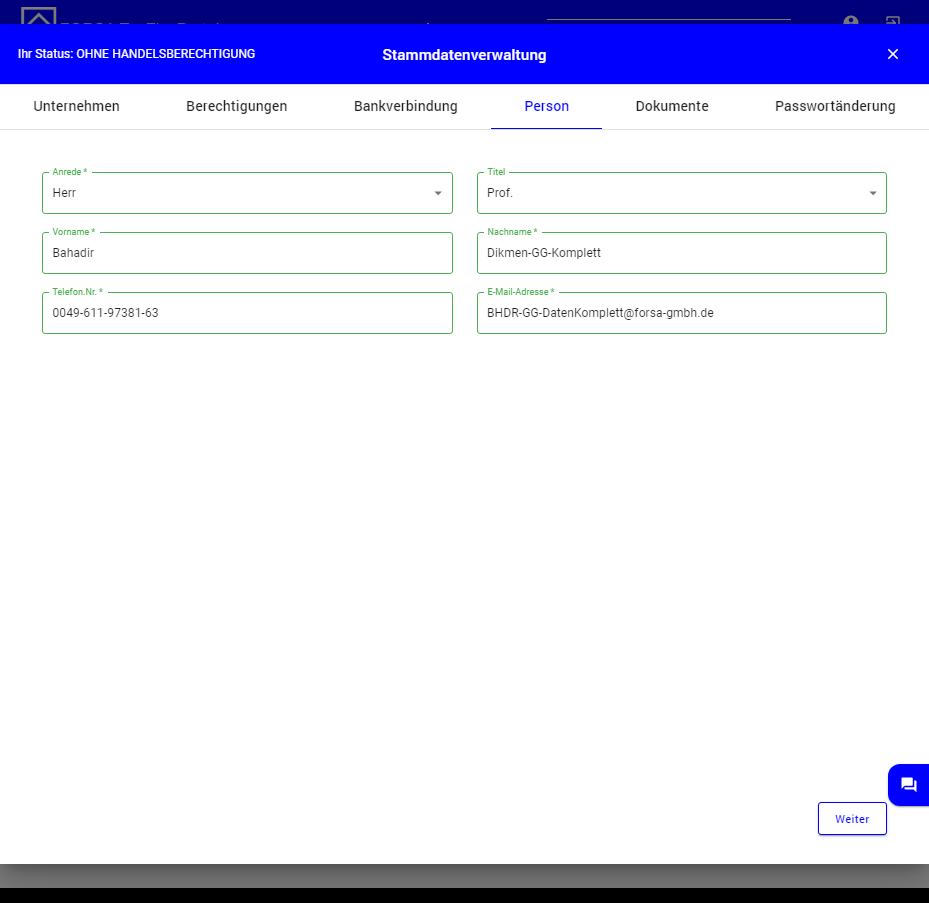 Ihr Status: OHNE HANDELSBERECHTIGUNG
Stammdatenverwaltung
Unternehmen Berechtigungen Bankverbindung Person Dokumente Passwortänderung
Anrede *
Herr
Titel
Prof.
Vorname *
Bahadir
Nachname *
Dikmen-GG-Komplett
Telefon.Nr. *
0049-611-97381-63
E-Mail-Adresse *
BHDR-GG-DatenKomplett@forsa-gmbh.de
Weiter